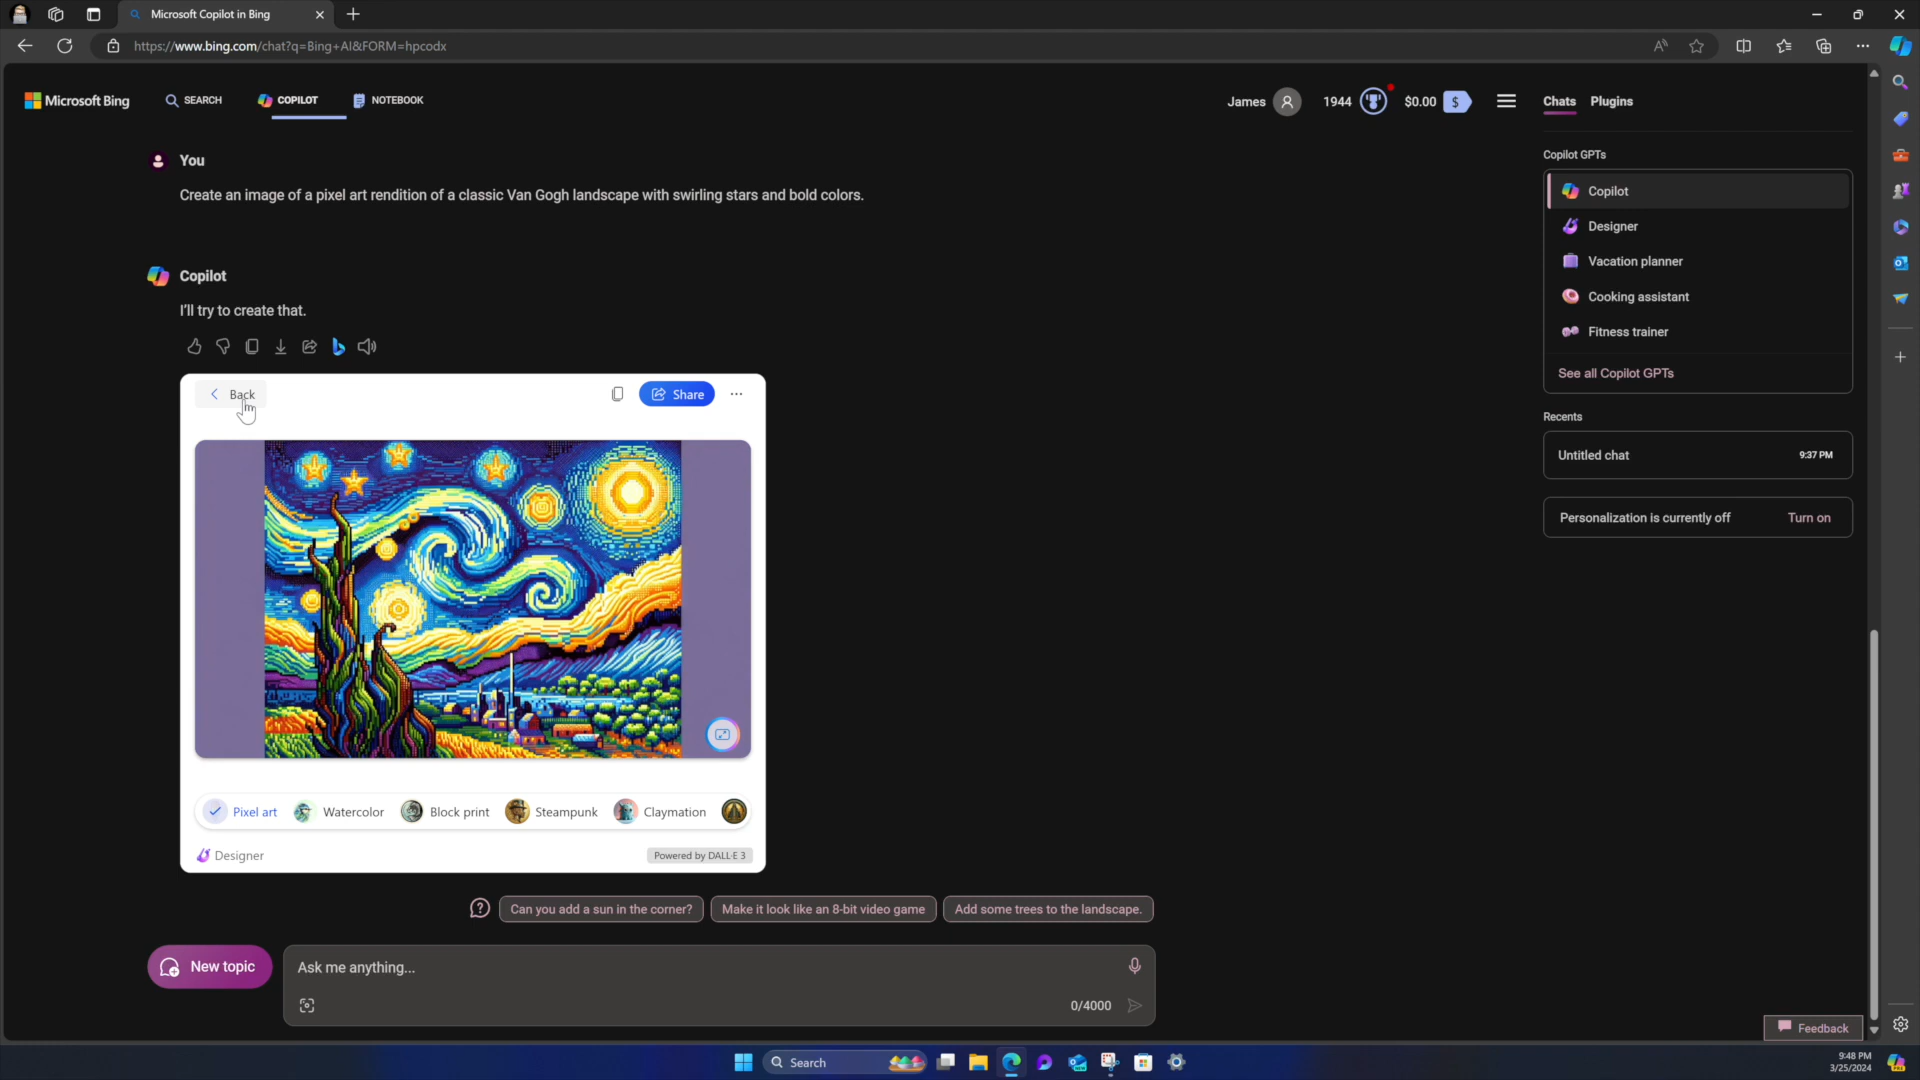 Microsoft Copilot in Bing
https://www.bing.com/chat?q=Bing+AI&FORM=hpcodx
Microsoft Bing
SEARCH
COPILOT
NOTEBOOK
James
1944
$0.00
$
Chats
Plugins
You
Create an image of a pixel art rendition of a classic Van Gogh landscape with swirling stars and bold colors.
Copilot
I'll try to create that.
Back
Share
Pixel art
Watercolor
Block print
Steampunk
Claymation
Designer
Powered by DALL·E 3
Can you add a sun in the corner?
Make it look like an 8-bit video game
Add some trees to the landscape.
New topic
Ask me anything...
0/4000
Copilot GPTs
Copilot
Designer
Vacation planner
Cooking assistant
Fitness trainer
See all Copilot GPTs
Recents
Untitled chat
9:37 PM
Personalization is currently off
Turn on
Feedback
Search
9:48 PM
3/25/2024